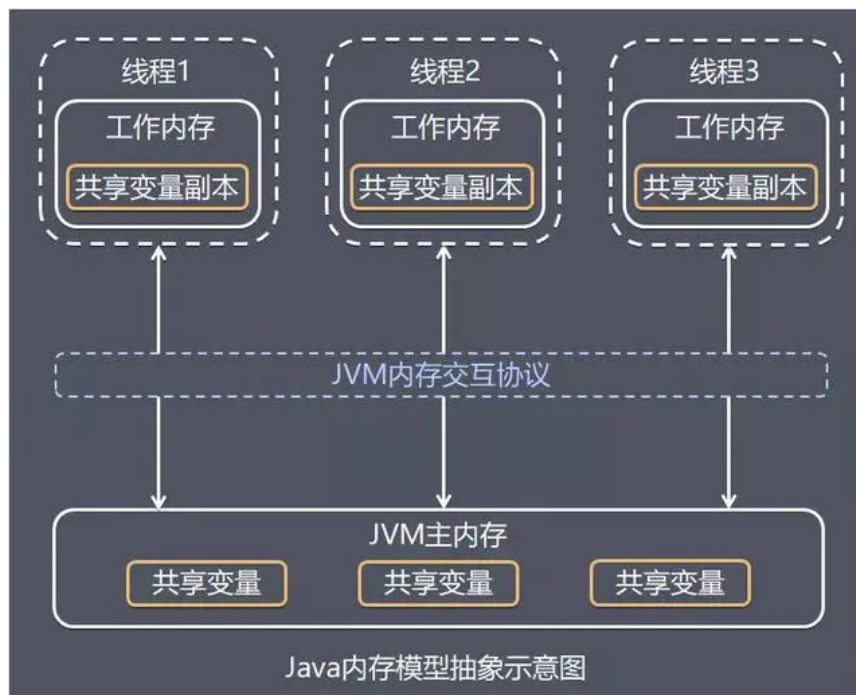 线程1 线程2 线程3
工作内存 工作内存 工作内存
共享变量副本 共享变量副本 共享变量副本
JVM内存交互协议
JVM主内存
共享变量 共享变量 共享变量
Java内存模型抽象示意图